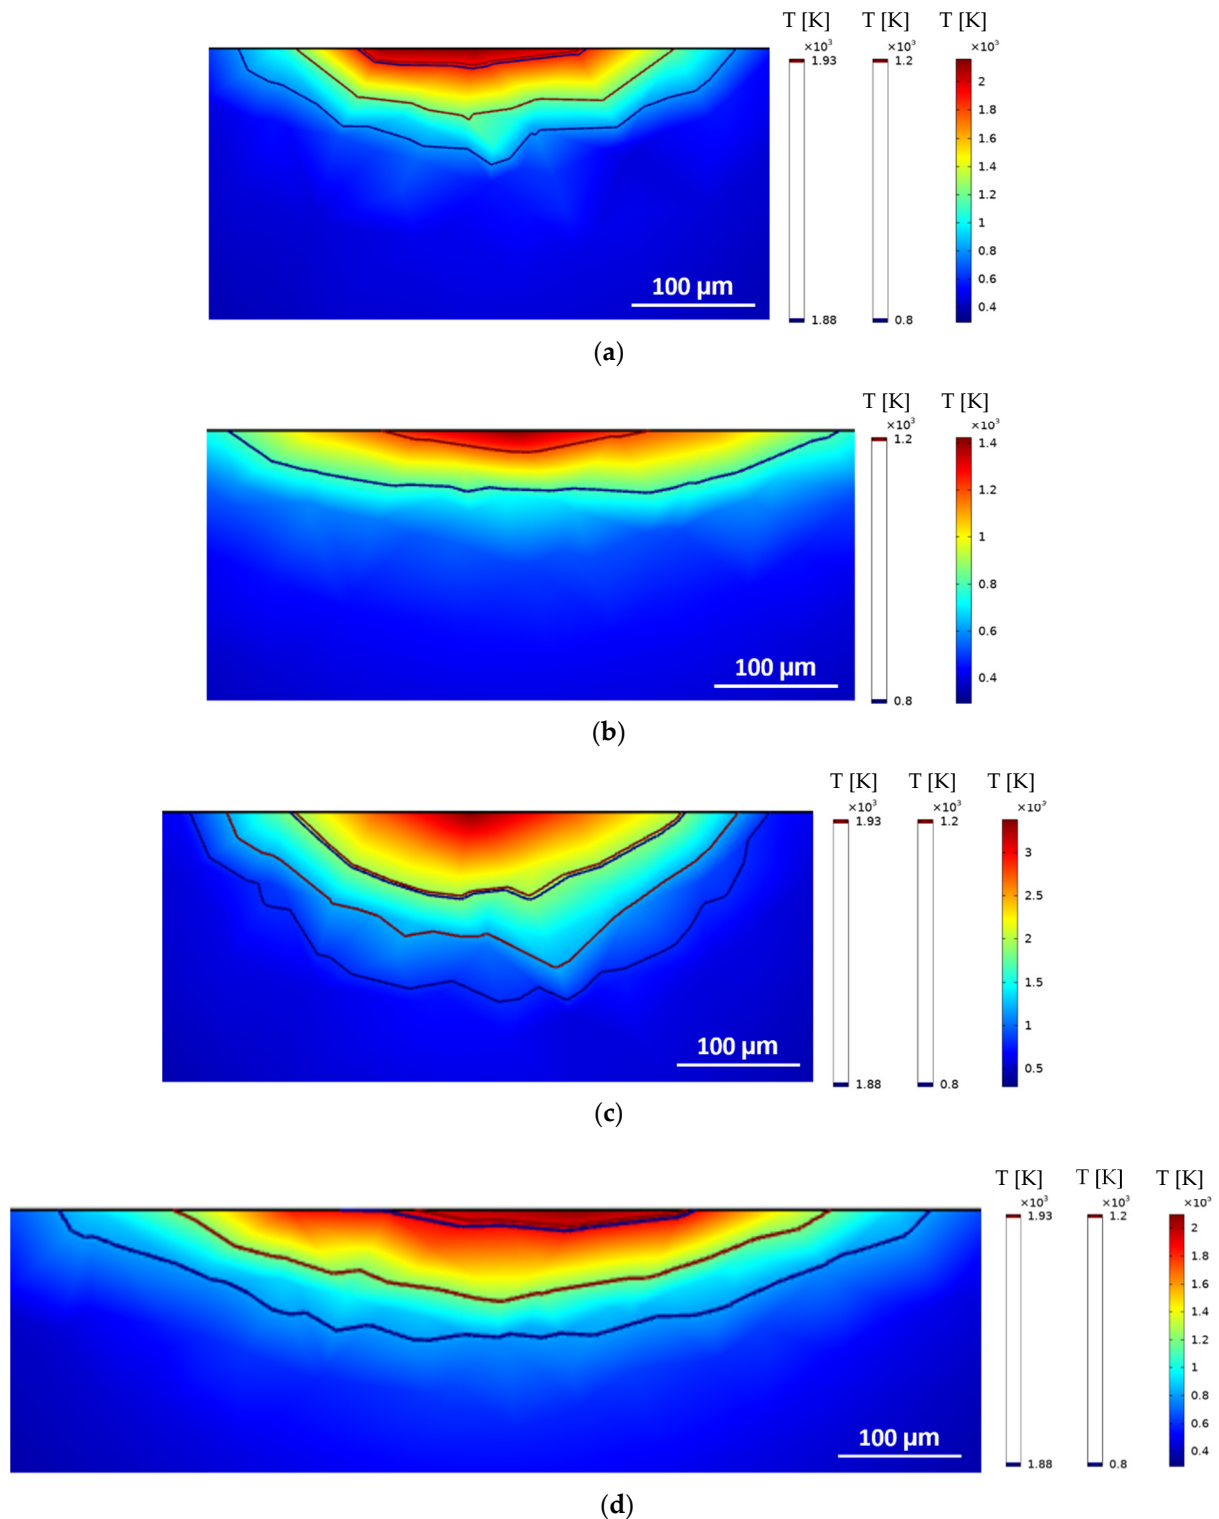 T [K] T [K] T [K]
×10³ ×10³ ×10³
1.93 1.2 2
1.8
1.6
1.4
1.2
1
0.8
0.6
0.4
1.88 0.8
100 µm
(a)
T [K] T [K]
×10³ ×10³
1.2 1.4
1.2
1
0.8
0.6
0.4
0.8
100 µm
(b)
T [K] T [K] T [K]
×10³ ×10³ ×10³
1.93 1.2
3
2.5
2
1.5
1
0.5
1.88 0.8
100 µm
(c)
T [K] T [K] T [K]
×10³ ×10³ ×10³
1.93 1.2
2
1.8
1.6
1.4
1.2
1
0.8
0.6
0.4
1.88 0.8
100 µm
(d)